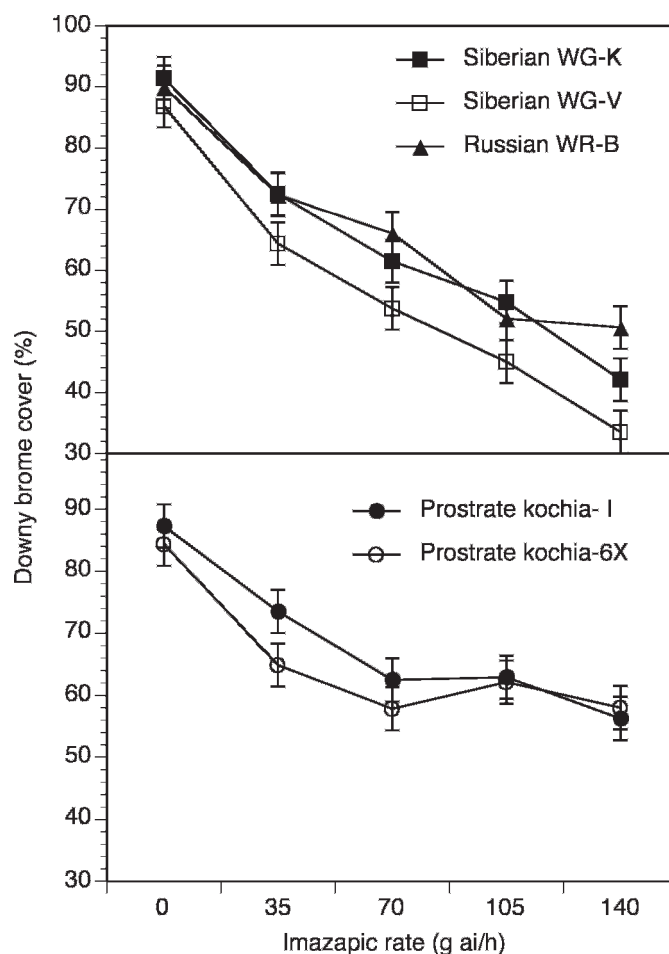 100
90
80
70
60
50
40
30
Siberian WG-K
Siberian WG-V
Russian WR-B
Downy brome cover (%)
90
80
70
60
50
40
30
Prostrate kochia- I
Prostrate kochia-6X
0 35 70 105 140
Imazapic rate (g ai/h)